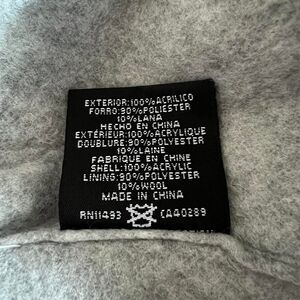 EXTERIOR:100%ACRILICO
FORRO:90%POLIESTER
10%LANA
HECHO EN CHINA
EXTÉRIEUR:100%ACRYLIQUE
DOUBLURE:90%POLYESTER
10%LAINE
FABRIQUE EN CHINE
SHELL:100%ACRYLIC
LINING:90%POLYESTER
10%WOOL
MADE IN CHINA
RN11493 CA40289